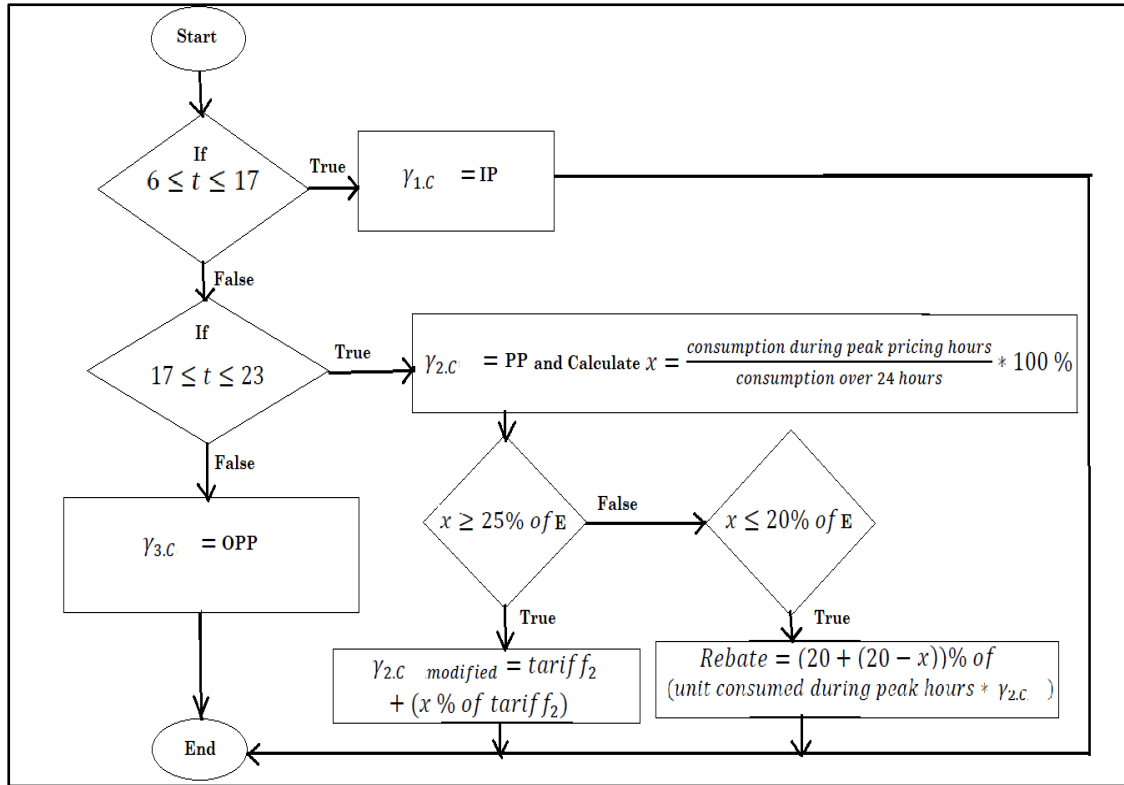 Start
If
6 ≤ t ≤ 17
True
γ1.C = IP
False
If
17 ≤ t ≤ 23
True
γ2.C = PP and Calculate x = consumption during peak pricing hours / consumption over 24 hours * 100 %
False
γ3.C = OPP
x ≥ 25% of E
False
x ≤ 20% of E
True
True
γ2.C modified = tariff2
+ (x % of tariff2)
Rebate = (20 + (20 − x))% of
(unit consumed during peak hours * γ2.C )
End